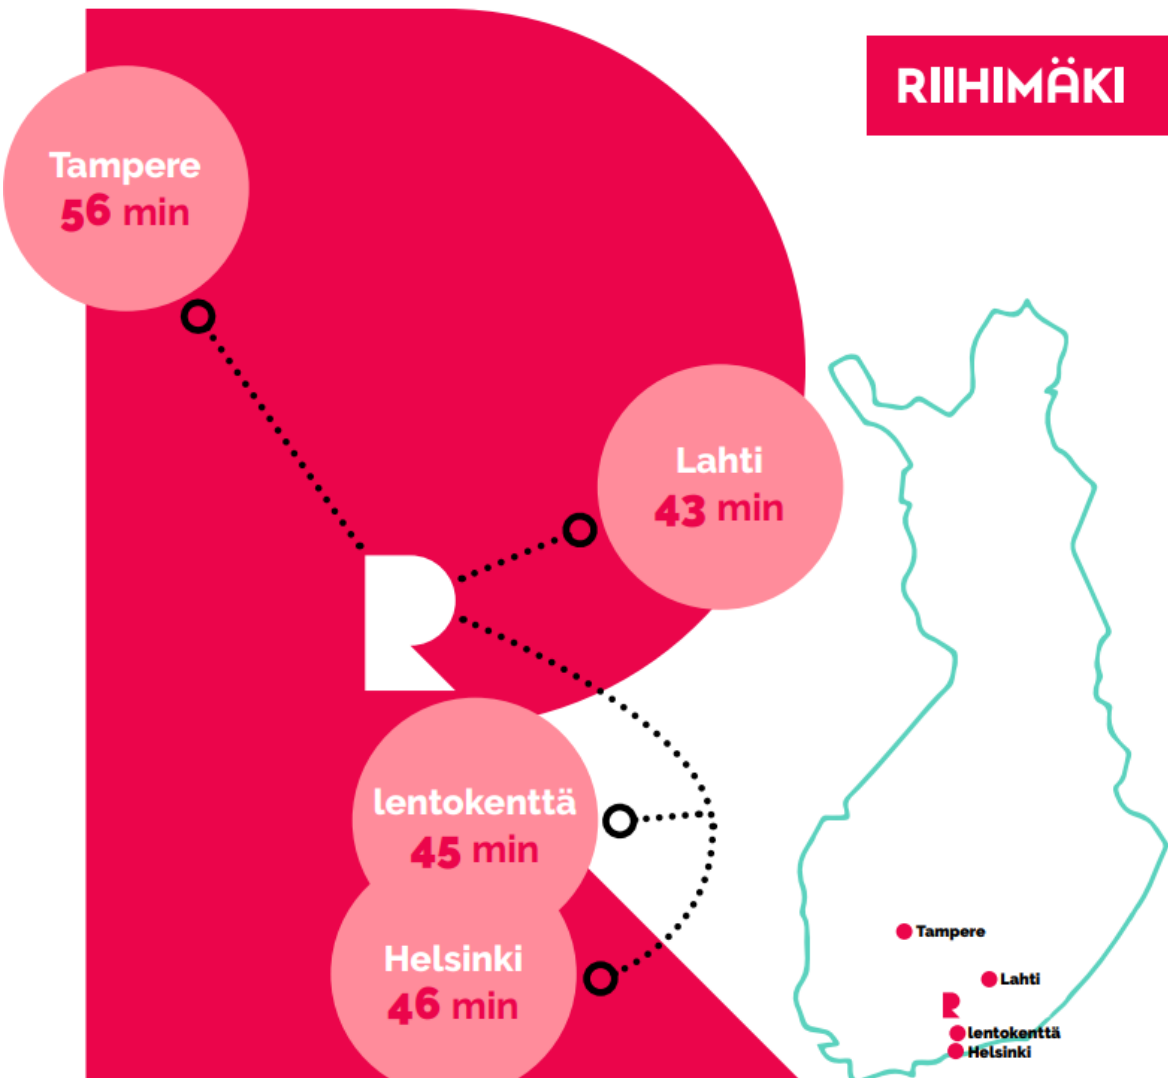 RIIHIMÄKI
Tampere
56 min
Lahti
43 min
lentokenttä
45 min
Helsinki
46 min
Tampere
Lahti
lentokenttä
Helsinki